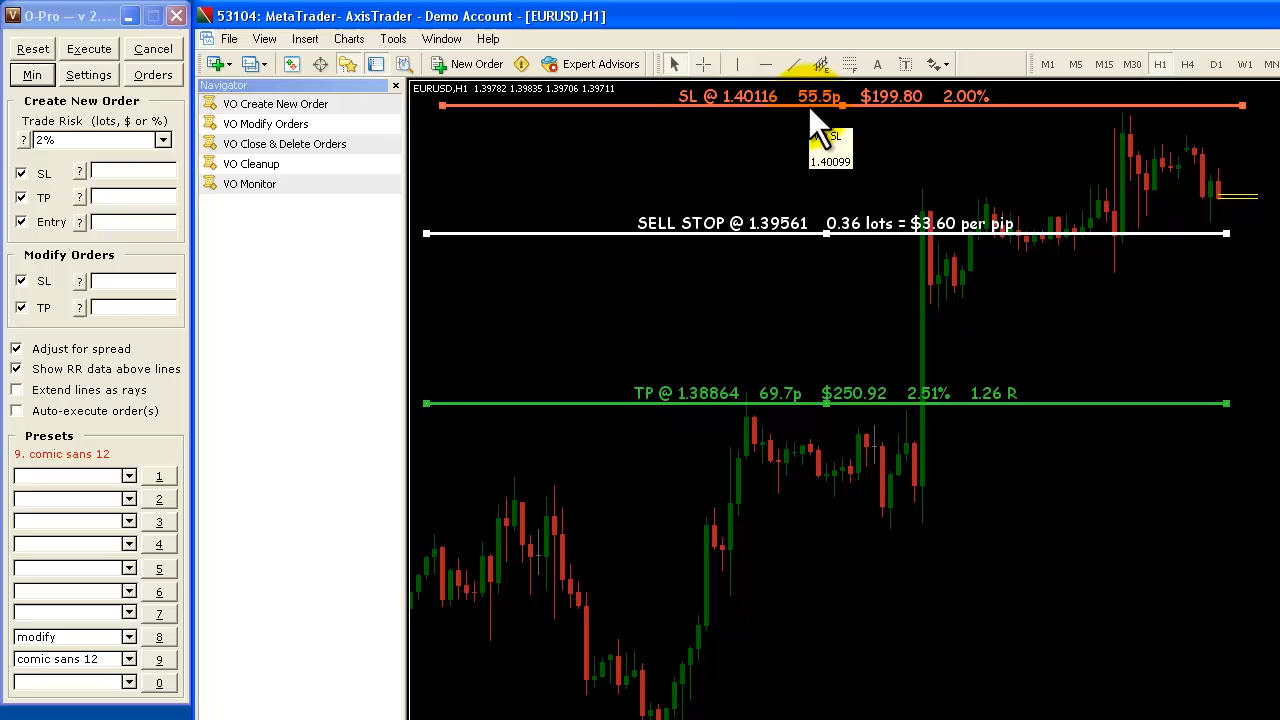 O-Pro — v 2....
Reset Execute Cancel
Min Settings Orders
Create New Order
Trade Risk (lots, $ or %)
? 2%
SL ?
TP ?
Entry ?
Modify Orders
SL ?
TP ?
Adjust for spread
Show RR data above lines
Extend lines as rays
Auto-execute order(s)
Presets
9. comic sans 12
1
2
3
4
5
6
7
modify 8
comic sans 12 9
0
53104: MetaTrader- AxisTrader - Demo Account - [EURUSD,H1]
File View Insert Charts Tools Window Help
New Order Expert Advisors A T M1 M5 M15 M30 H1 H4 D1 W1 MN
Navigator
VO Create New Order
VO Modify Orders
VO Close & Delete Orders
VO Cleanup
VO Monitor
EURUSD,H1 1.39782 1.39835 1.39706 1.39711
SL @ 1.40116 55.5p $199.80 2.00%
SL
1.40099
SELL STOP @ 1.39561 0.36 lots = $3.60 per pip
TP @ 1.38864 69.7p $250.92 2.51% 1.26 R